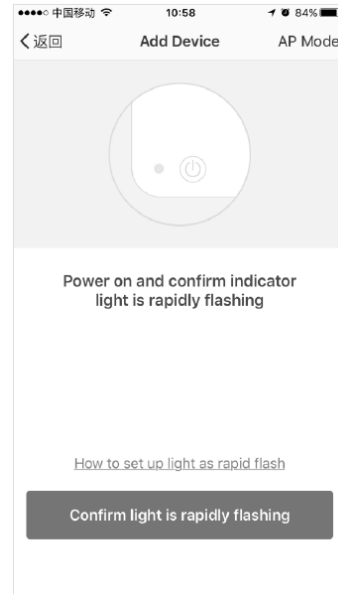 中国移动 10:58 84%
返回 Add Device AP Mode
Power on and confirm indicator
light is rapidly flashing
How to set up light as rapid flash
Confirm light is rapidly flashing